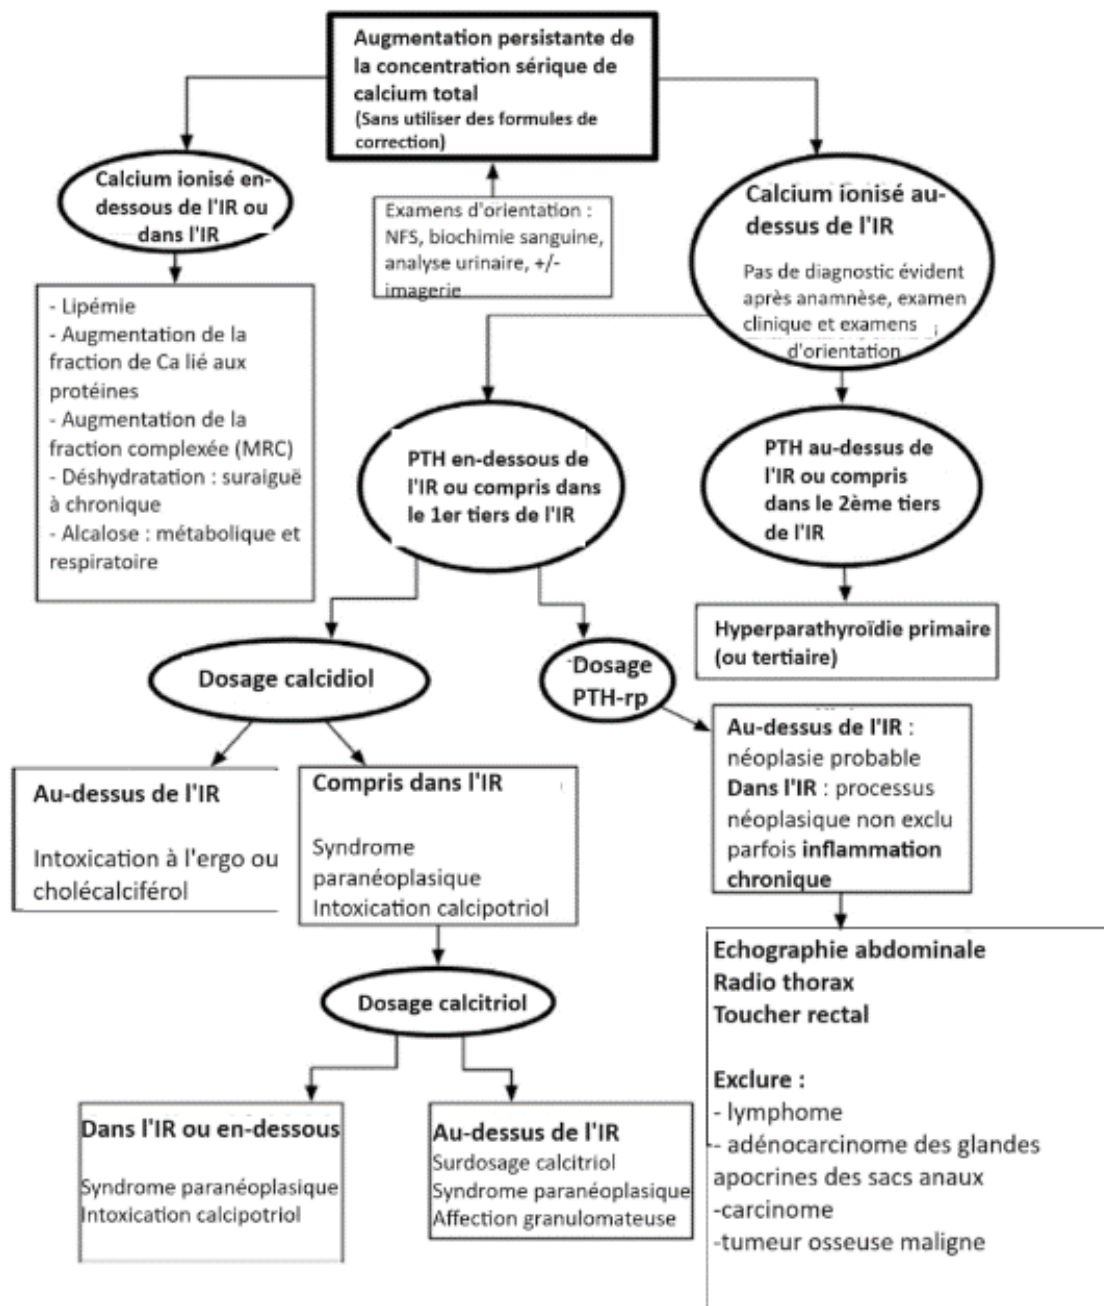 Augmentation persistante de
la concentration sérique de
calcium total
(Sans utiliser des formules de
correction)
Calcium ionisé en-
dessous de l'IR ou
dans l'IR
Examens d'orientation :
NFS, biochimie sanguine,
analyse urinaire, +/-
imagerie
Calcium ionisé au-
dessus de l'IR
Pas de diagnostic évident
après anamnèse, examen
clinique et examens
d'orientation
- Lipémie
- Augmentation de la
fraction de Ca lié aux
protéines
- Augmentation de la
fraction complexée (MRC)
- Déshydratation : suraiguë
à chronique
- Alcalose : métabolique et
respiratoire
PTH en-dessous de
l'IR ou compris dans
le 1er tiers de l'IR
PTH au-dessus de
l'IR ou compris
dans le 2ème tiers
de l'IR
Hyperparathyroïdie primaire
(ou tertiaire)
Dosage calcidiol
Dosage
PTH-rp
Au-dessus de l'IR :
néoplasie probable
Dans l'IR : processus
néoplasique non exclu
parfois inflammation
chronique
Au-dessus de l'IR
Intoxication à l'ergo ou
cholécalciférol
Compris dans l'IR
Syndrome
paranéoplasique
Intoxication calcipotriol
Dosage calcitriol
Echographie abdominale
Radio thorax
Toucher rectal
Exclure :
- lymphome
- adénocarcinome des glandes
apocrines des sacs anaux
-carcinome
-tumeur osseuse maligne
Dans l'IR ou en-dessous
Syndrome paranéoplasique
Intoxication calcipotriol
Au-dessus de l'IR
Surdosage calcitriol
Syndrome paranéoplasique
Affection granulomateuse